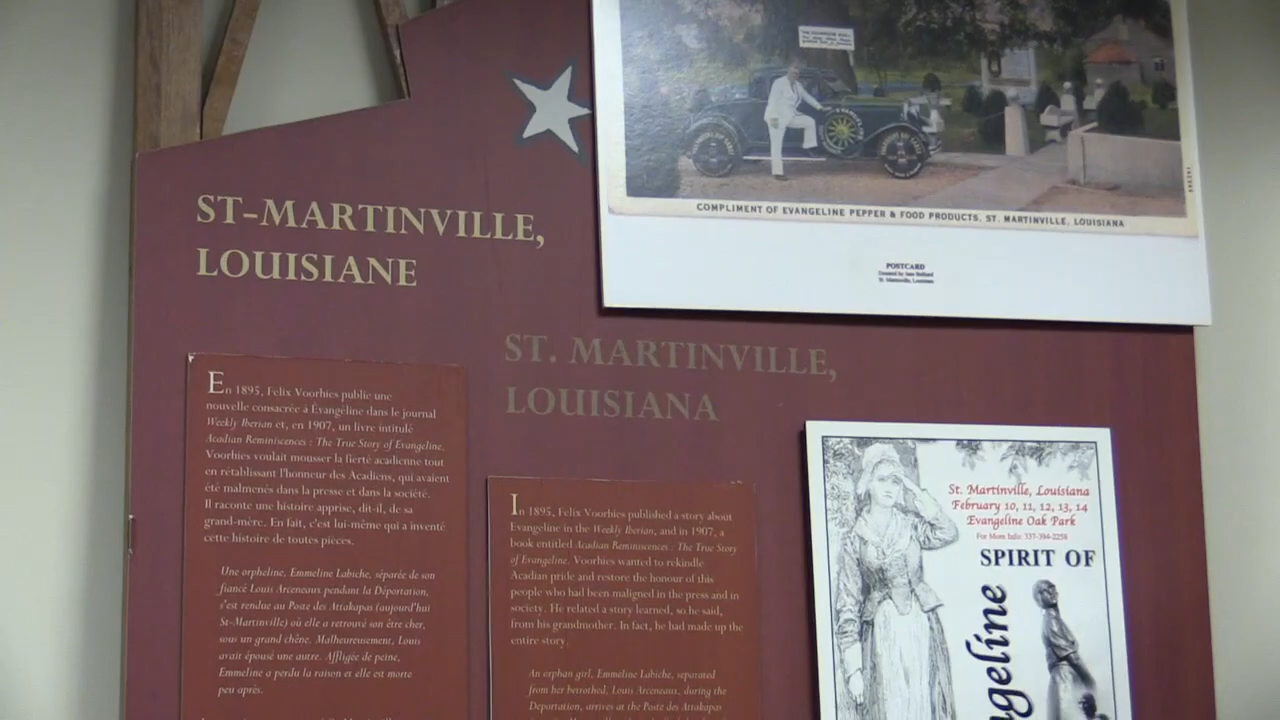 ST-MARTINVILLE,
LOUISIANE
COMPLIMENT OF EVANGELINE PEPPER & FOOD PRODUCTS, ST. MARTINVILLE, LOUISIANA
POSTCARD
St. Martinville, Louisiana
ST. MARTINVILLE,
LOUISIANA
En 1895, Felix Voorhies publie une
nouvelle consacrée à Évangéline dans le journal
Weekly Iberian et, en 1907, un livre intitulé
Acadian Reminiscences : The True Story of Evangeline.
Voorhies voulait mousser la fierté acadienne tout
en rétablissant l'honneur des Acadiens, qui avaient
été malmenés dans la presse et dans la société.
Il raconte une histoire apprise, dit-il, de sa
grand-mère. En fait, c'est lui-même qui a inventé
cette histoire de toutes pièces.
Une orpheline, Emmeline Labiche, séparée de son
fiancé Louis Arceneaux pendant la Déportation,
s'est rendue au Poste des Attakapas (aujourd'hui
St-Martinville) où elle a retrouvé son être cher,
sous un grand chêne. Malheureusement, Louis
avait épousé une autre. Affligée de peine,
Emmeline a perdu la raison et elle est morte
peu après.
In 1895, Felix Voorhies published a story about
Evangeline in the Weekly Iberian, and in 1907, a
book entitled Acadian Reminiscences : The True Story
of Evangeline. Voorhies wanted to rekindle
Acadian pride and restore the honour of this
people who had been maligned in the press and in
society. He related a story learned, so he said,
from his grandmother. In fact, he had made up the
entire story.
An orphan girl, Emmeline Labiche, separated
from her betrothed, Louis Arceneaux, during the
Deportation, arrives at the Poste des Attakapas
St. Martinville, Louisiana
February 10, 11, 12, 13, 14
Evangeline Oak Park
For More Info: 337-394-2258
SPIRIT OF
ngeline